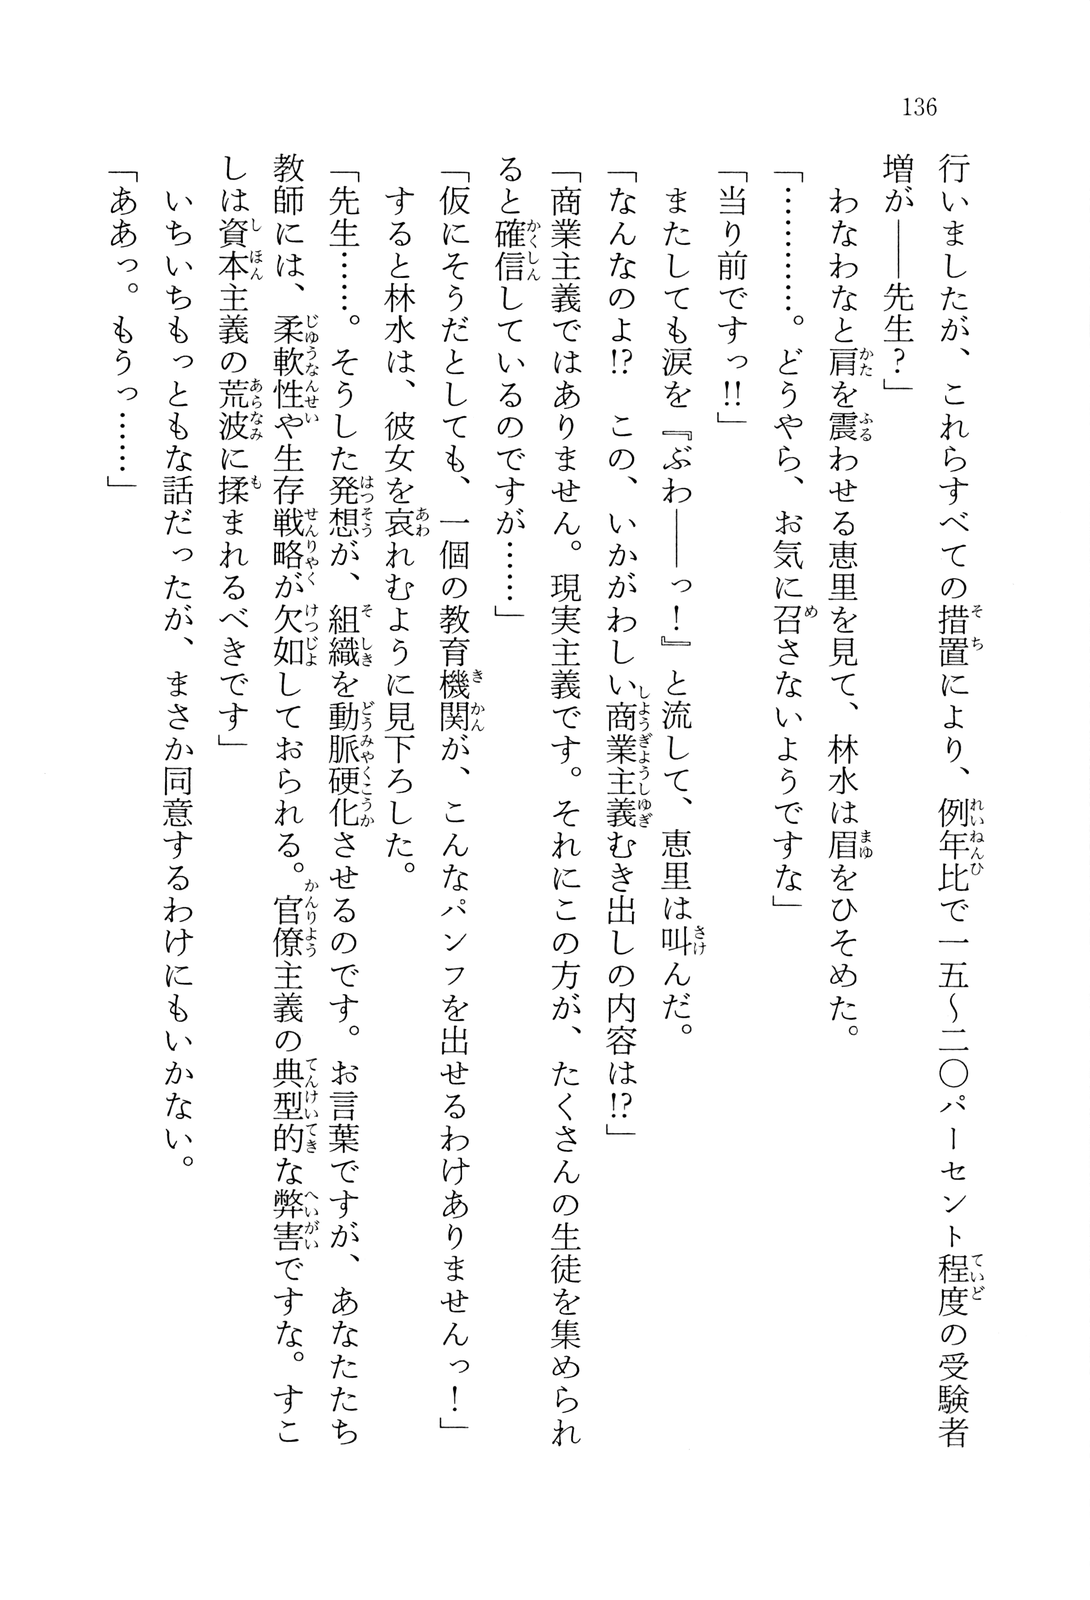 136
行いましたが、これらすべての措置により、例年比で一五〜二〇パーセント程度の受験者
増が――先生？」
　わなわなと肩を震わせる恵里を見て、林水は眉をひそめた。
「…………。どうやら、お気に召さないようですな」
「当り前ですっ!!」
　またしても涙を『ぶわ――っ！』と流して、恵里は叫んだ。
「なんなのよ!?　この、いかがわしい商業主義むき出しの内容は!?」
「商業主義ではありません。現実主義です。それにこの方が、たくさんの生徒を集められ
ると確信しているのですが……」
「仮にそうだとしても、一個の教育機関が、こんなパンフを出せるわけありませんっ！」
　すると林水は、彼女を哀れむように見下ろした。
「先生……。そうした発想が、組織を動脈硬化させるのです。お言葉ですが、あなたたち
教師には、柔軟性や生存戦略が欠如しておられる。官僚主義の典型的な弊害ですな。すこ
しは資本主義の荒波に揉まれるべきです」
　いちいちもっともな話だったが、まさか同意するわけにもいかない。
「ああっ。もうっ……」